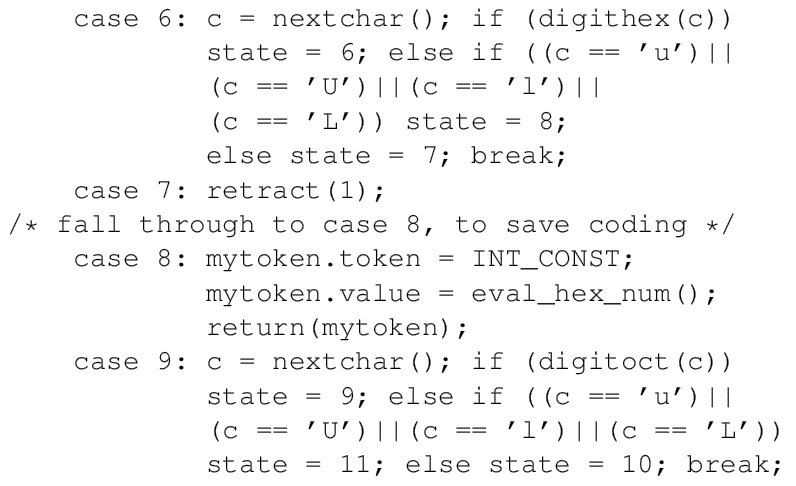 case 6: c = nextchar(); if (digithex(c))
state = 6; else if ((c == 'u')||
(c == 'U')||(c == 'l')||
(c == 'L')) state = 8;
else state = 7; break;
case 7: retract(1);
/* fall through to case 8, to save coding */
case 8: mytoken.token = INT_CONST;
mytoken.value = eval_hex_num();
return(mytoken);
case 9: c = nextchar(); if (digitoct(c))
state = 9; else if ((c == 'u')||
(c == 'U')||(c == 'l')||(c == 'L'))
state = 11; else state = 10; break;